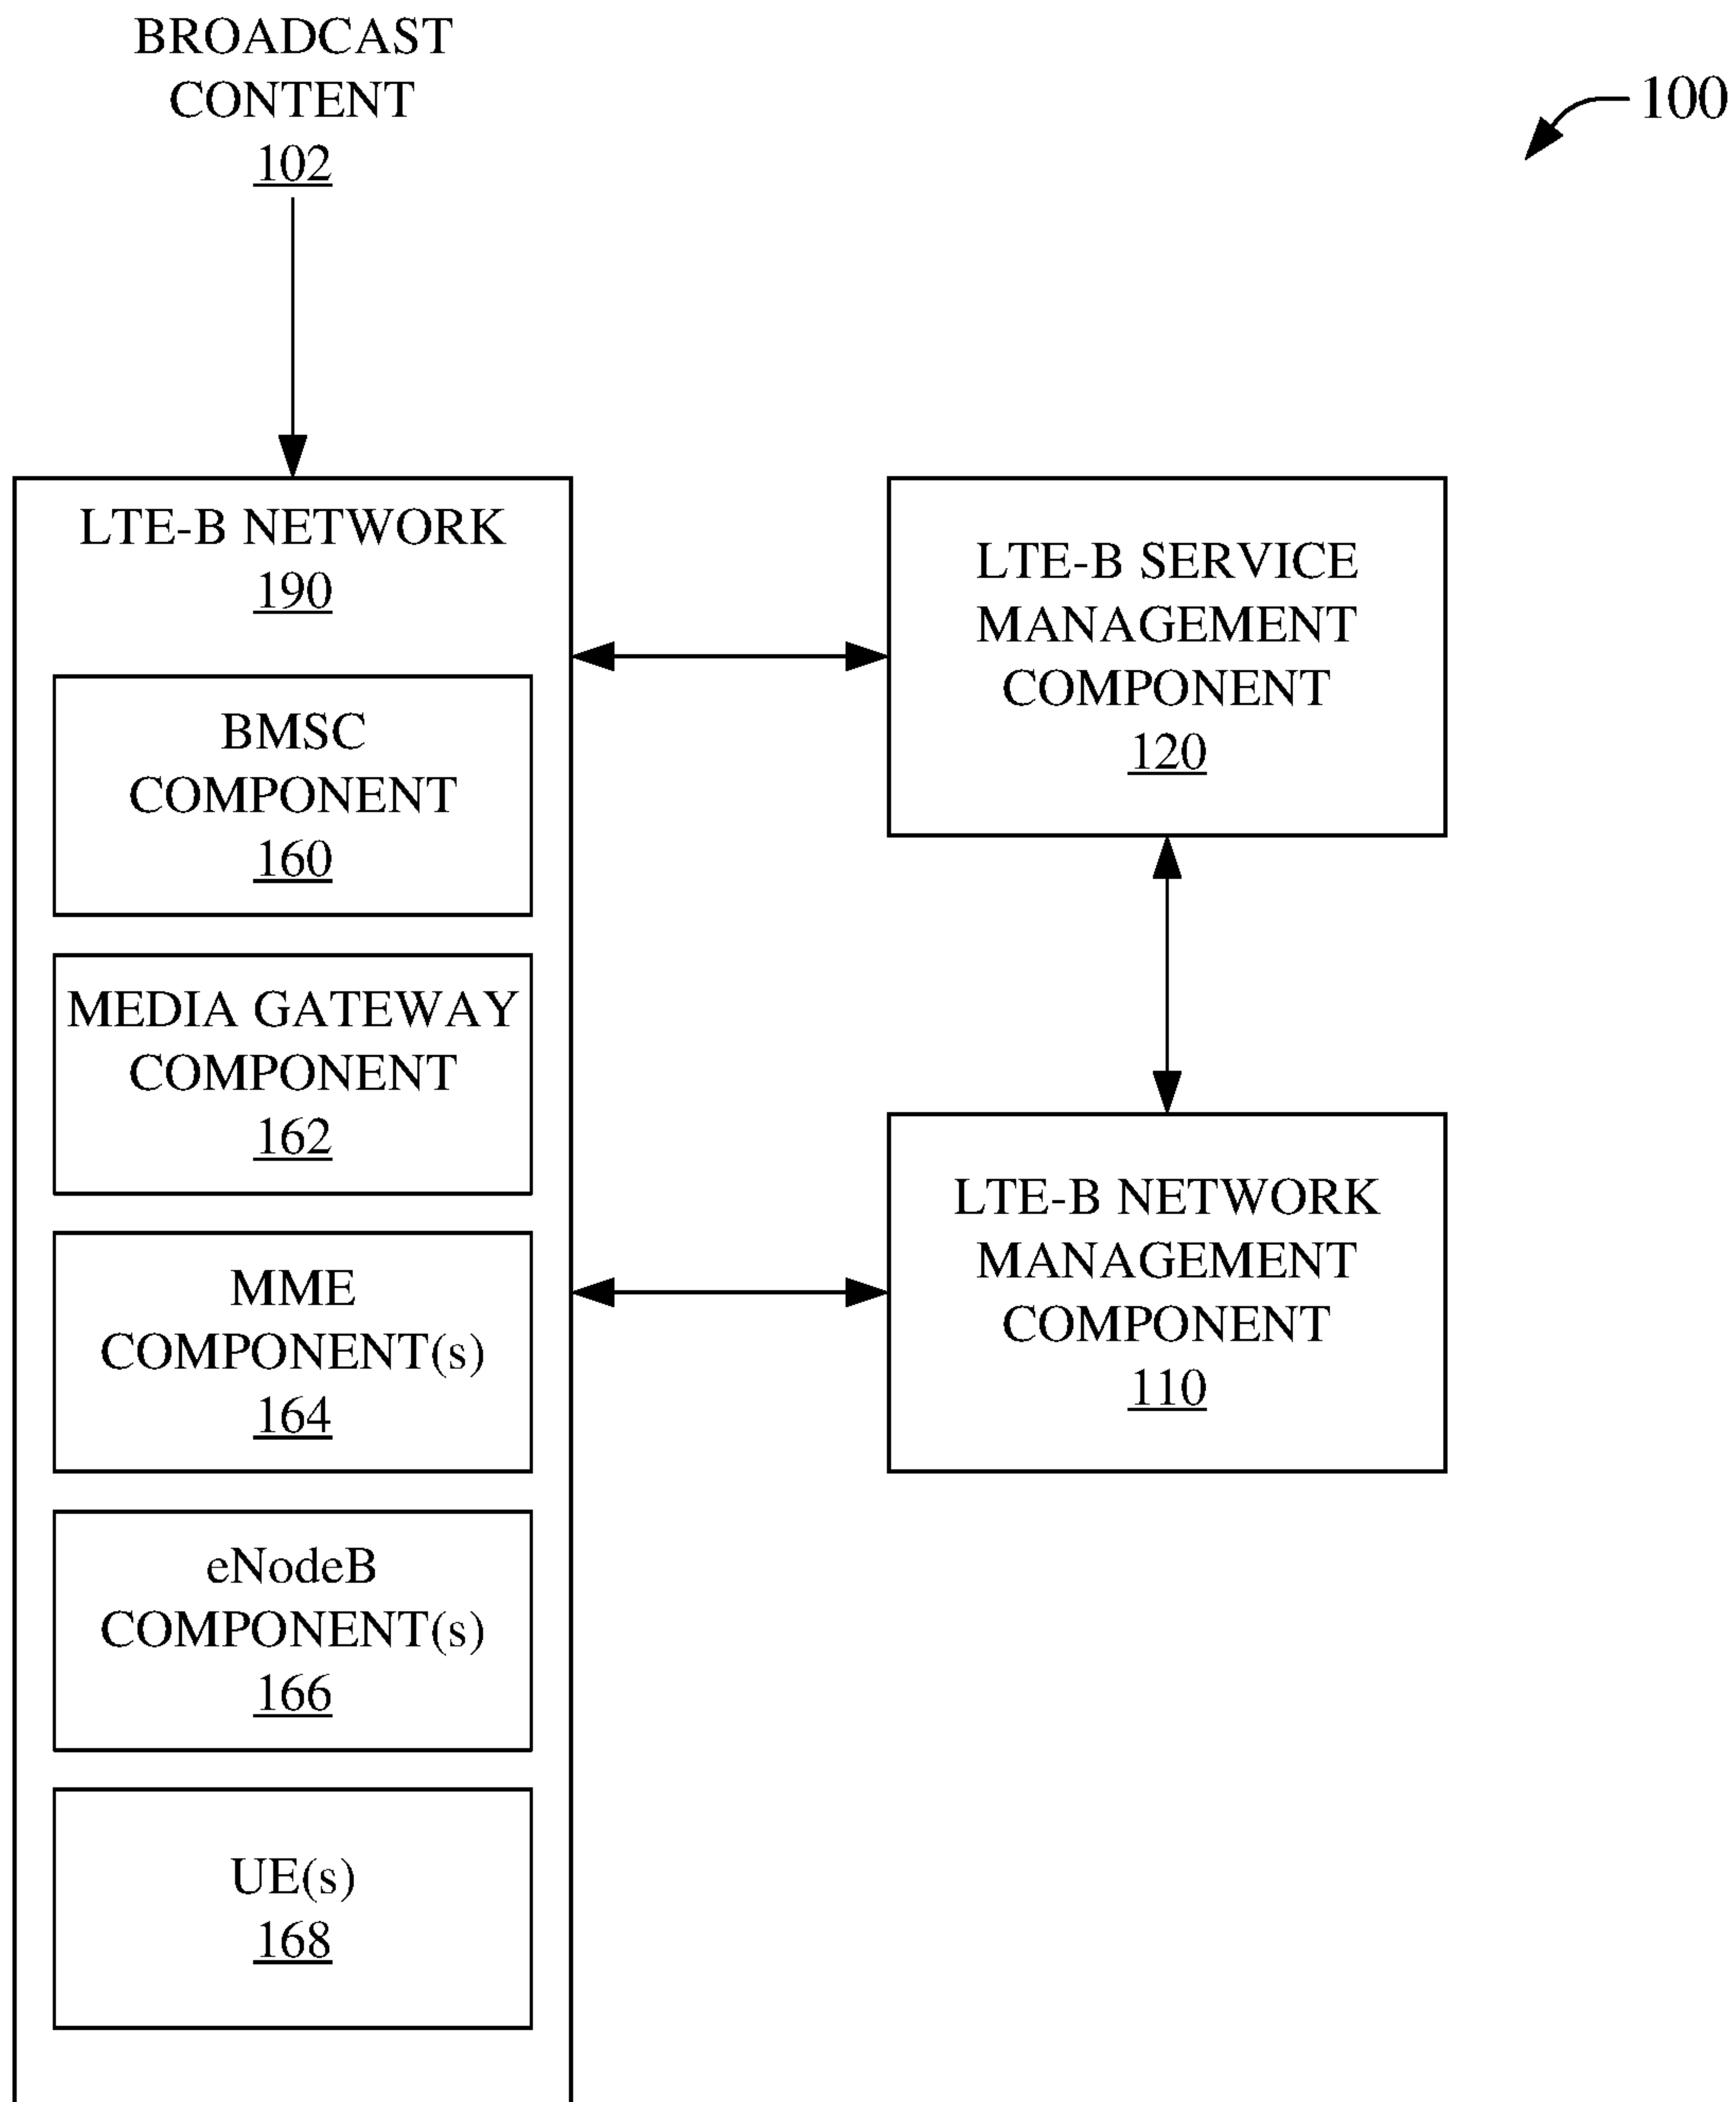 BROADCAST
CONTENT
102
100
LTE-B NETWORK
190
BMSC
COMPONENT
160
MEDIA GATEWAY
COMPONENT
162
MME
COMPONENT(s)
164
eNodeB
COMPONENT(s)
166
UE(s)
168
LTE-B SERVICE
MANAGEMENT
COMPONENT
120
LTE-B NETWORK
MANAGEMENT
COMPONENT
110